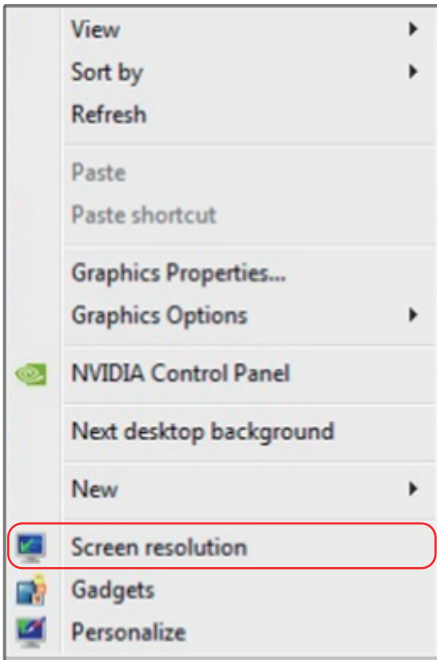 View
Sort by
Refresh
Paste
Paste shortcut
Graphics Properties...
Graphics Options
NVIDIA Control Panel
Next desktop background
New
Screen resolution
Gadgets
Personalize